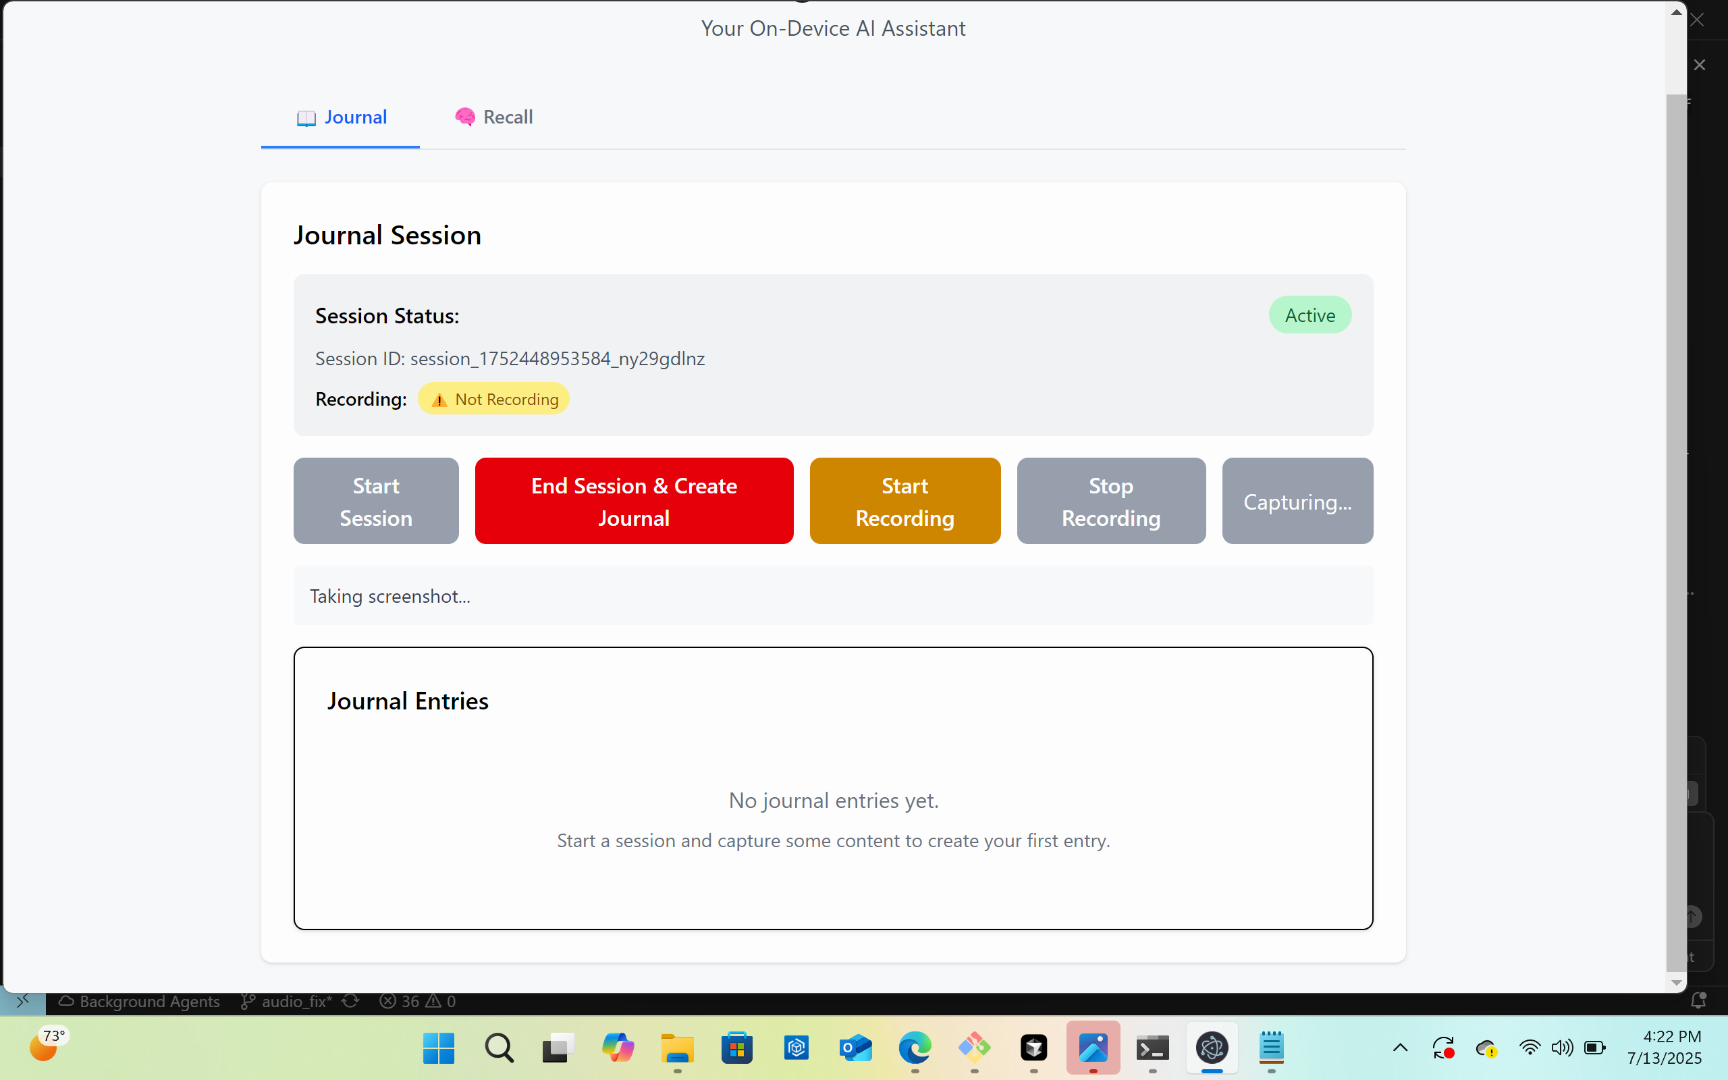 Your On-Device AI Assistant
Journal
Recall
Journal Session
Session Status:
Active
Session ID: session_1752448953584_ny29gdlnz
Recording:
Not Recording
Start
Session
End Session & Create
Journal
Start
Recording
Stop
Recording
Capturing...
Taking screenshot...
Journal Entries
No journal entries yet.
Start a session and capture some content to create your first entry.
Background Agents
audio_fix*
36
0
73°
4:22 PM
7/13/2025